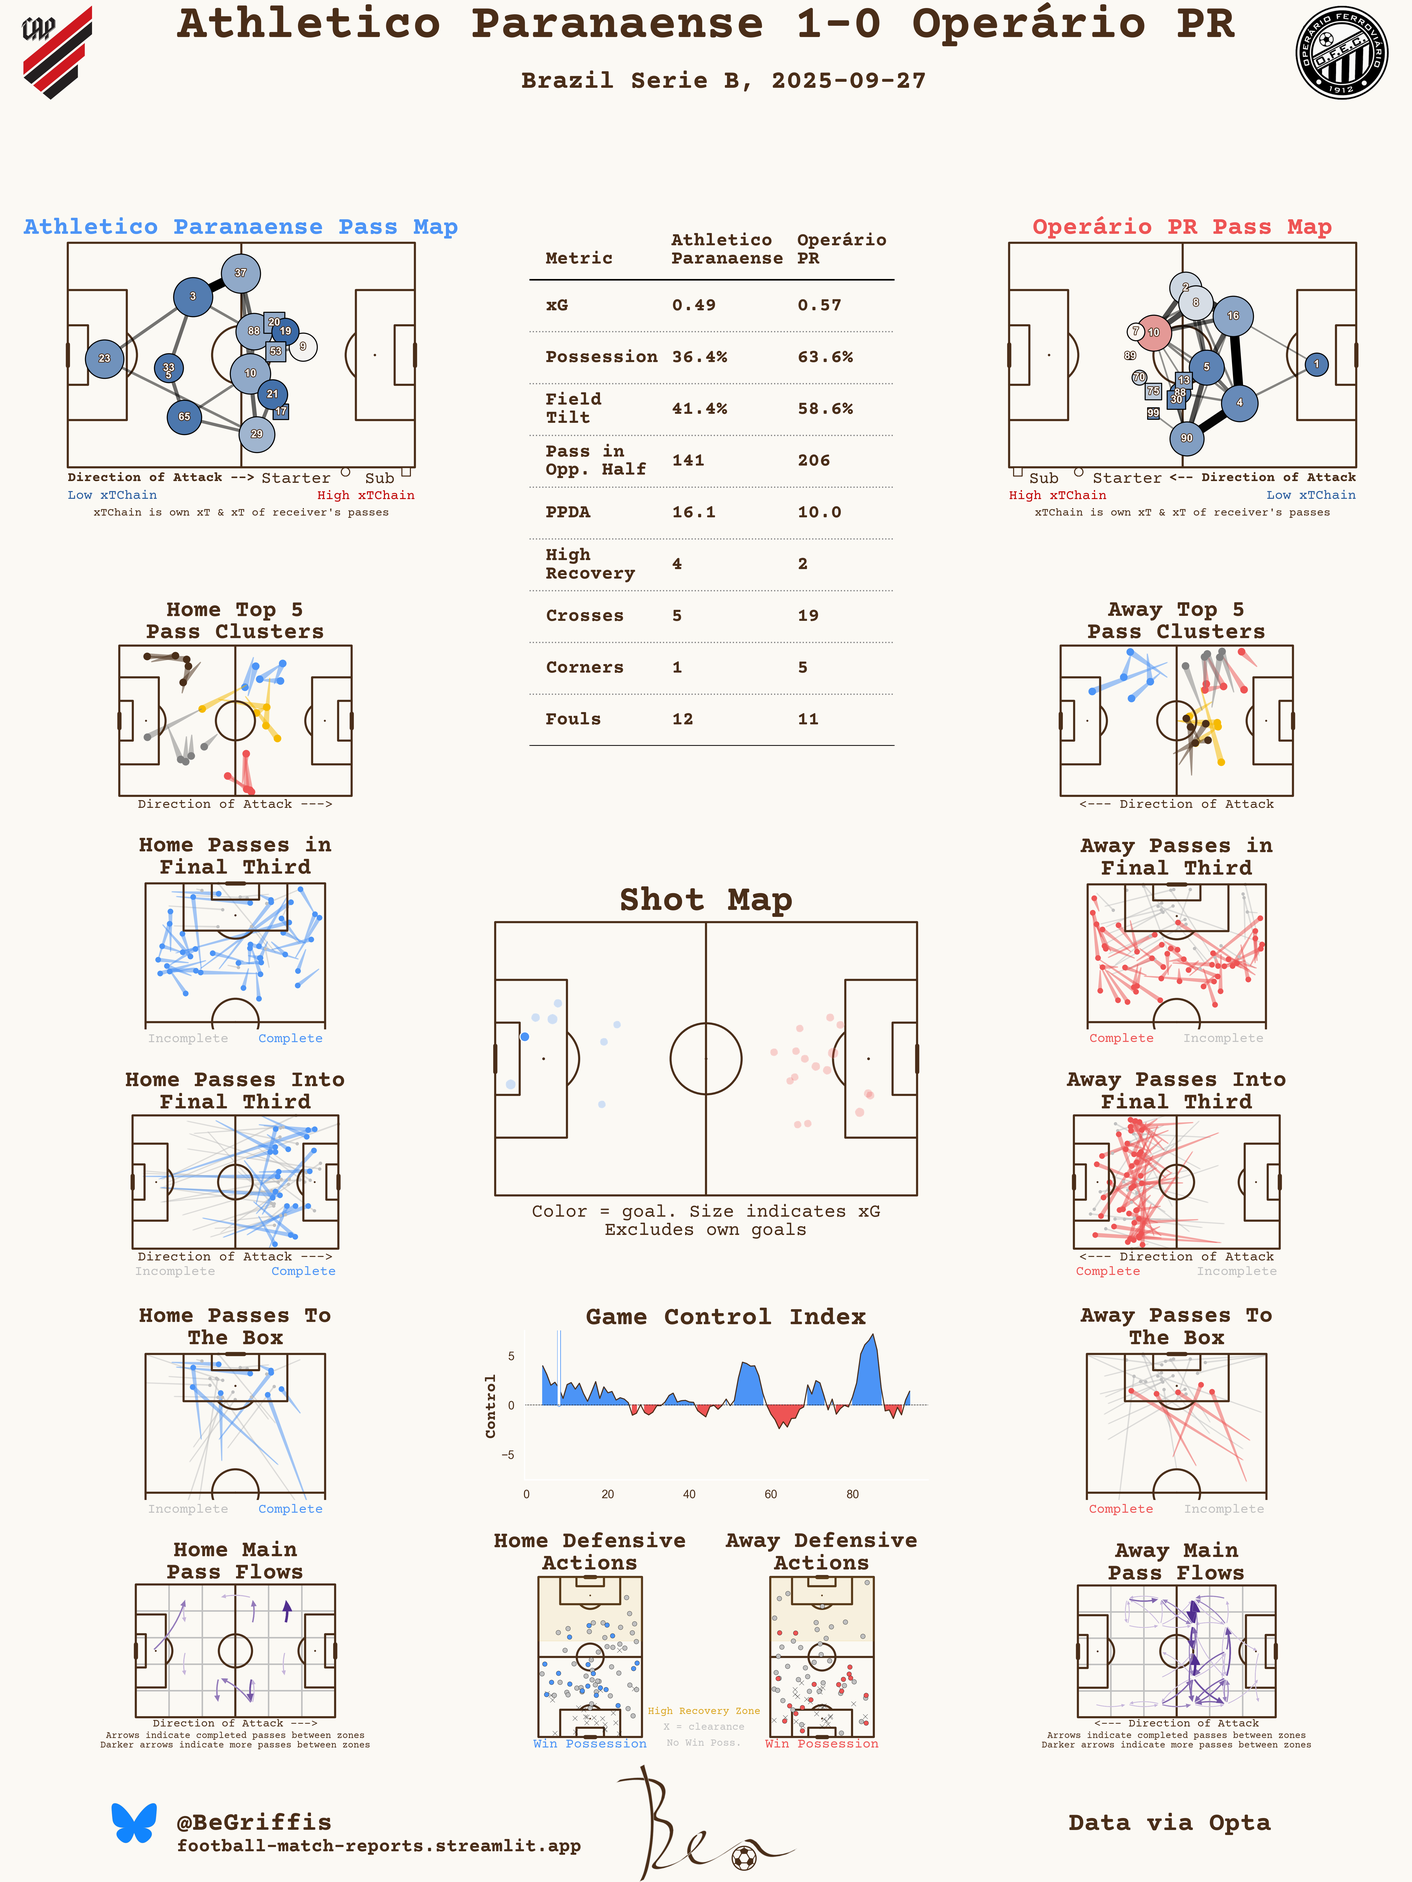 Athletico Paranaense 1-0 Operário PR
Brazil Serie B, 2025-09-27
CAP
OPERÁRIO FERROVIÁRIO
O.F.E.C.
1912
Athletico Paranaense Pass Map
37
3
20
88
19
53
9
23
33
5
10
21
65
17
29
Direction of Attack --> Starter Sub
Low xTChain High xTChain
xTChain is own xT & xT of receiver's passes
Metric Athletico Paranaense Operário PR
xG 0.49 0.57
Possession 36.4% 63.6%
Field Tilt 41.4% 58.6%
Pass in Opp. Half 141 206
PPDA 16.1 10.0
High Recovery 4 2
Crosses 5 19
Corners 1 5
Fouls 12 11
Operário PR Pass Map
2
8
16
7
10
89
5
1
70
13
75
88
30
4
99
90
Sub Starter <-- Direction of Attack
High xTChain Low xTChain
xTChain is own xT & xT of receiver's passes
Home Top 5
Pass Clusters
Direction of Attack --->
Away Top 5
Pass Clusters
<--- Direction of Attack
Home Passes in
Final Third
Incomplete Complete
Away Passes in
Final Third
Complete Incomplete
Shot Map
Color = goal. Size indicates xG
Excludes own goals
Home Passes Into
Final Third
Direction of Attack --->
Incomplete Complete
Away Passes Into
Final Third
<--- Direction of Attack
Complete Incomplete
Home Passes To
The Box
Incomplete Complete
Game Control Index
Control
5
0
−5
0 20 40 60 80
Away Passes To
The Box
Complete Incomplete
Home Main
Pass Flows
Direction of Attack --->
Arrows indicate completed passes between zones
Darker arrows indicate more passes between zones
Home Defensive
Actions
Win Possession
High Recovery Zone
X = clearance
No Win Poss.
Away Defensive
Actions
Win Possession
Away Main
Pass Flows
<--- Direction of Attack
Arrows indicate completed passes between zones
Darker arrows indicate more passes between zones
@BeGriffis
football-match-reports.streamlit.app
Ben
Data via Opta